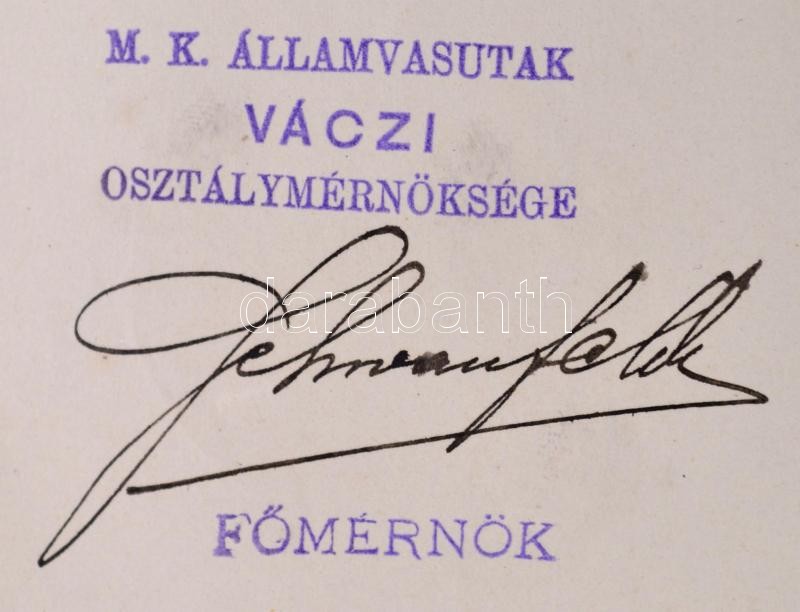 M. K. ÁLLAMVASUTAK
VÁCZI
OSZTÁLYMÉRNÖKSÉGE
darabanth
FŐMÉRNÖK